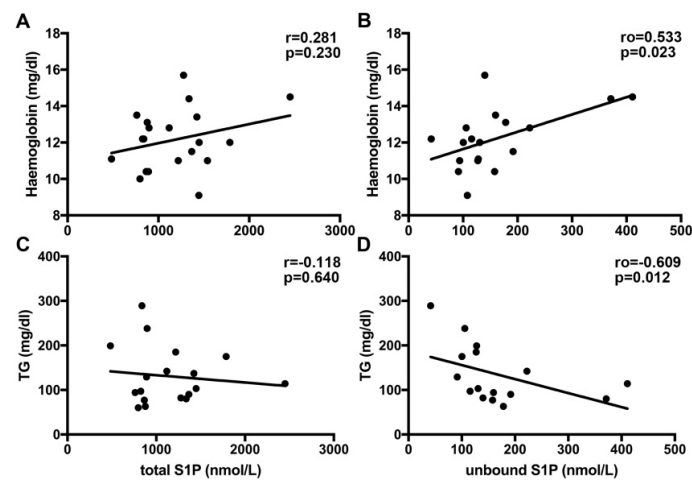 A
r=0.281
p=0.230
Haemoglobin (mg/dl)
18
16
14
12
10
8
0
1000
2000
3000
B
ro=0.533
p=0.023
Haemoglobin (mg/dl)
18
16
14
12
10
8
0
100
200
300
400
500
C
r=-0.118
p=0.640
TG (mg/dl)
400
300
200
100
0
0
1000
2000
3000
total S1P (nmol/L)
D
ro=-0.609
p=0.012
TG (mg/dl)
400
300
200
100
0
0
100
200
300
400
500
unbound S1P (nmol/L)